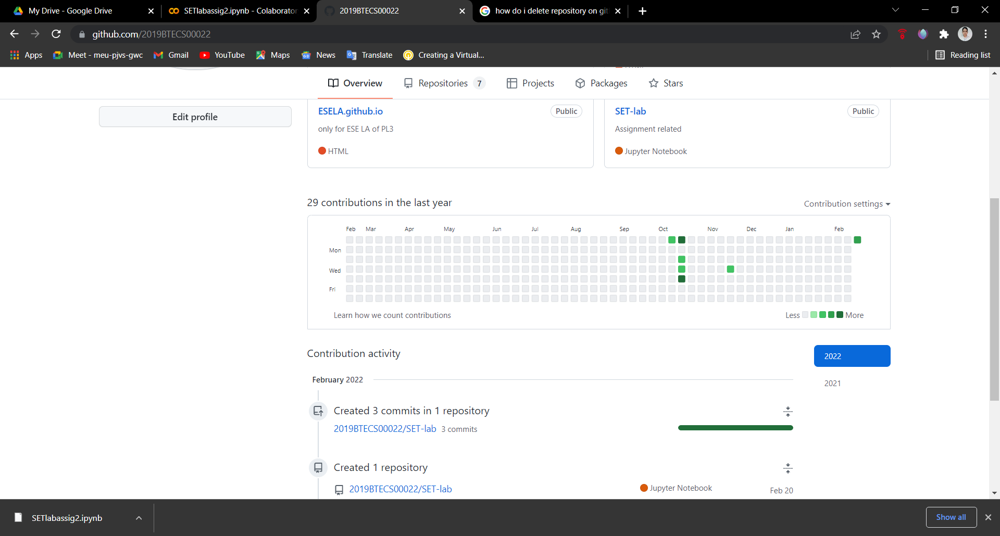 My Drive - Google Drive
SETlabassig2.ipynb - Colaborator
2019BTECS00022
how do i delete repository on git
github.com/2019BTECS00022
Apps
Meet - meu-pjvs-gwc
Gmail
YouTube
Maps
News
Translate
Creating a Virtual...
Reading list
Overview
Repositories 7
Projects
Packages
Stars
Edit profile
ESELA.github.io
Public
only for ESE LA of PL3
HTML
SET-lab
Public
Assignment related
Jupyter Notebook
29 contributions in the last year
Contribution settings
Feb Mar Apr May Jun Jul Aug Sep Oct Nov Dec Jan Feb
Mon
Wed
Fri
Learn how we count contributions
Less
More
Contribution activity
2022
2021
February 2022
Created 3 commits in 1 repository
2019BTECS00022/SET-lab 3 commits
Created 1 repository
2019BTECS00022/SET-lab
Jupyter Notebook
Feb 20
SETlabassig2.ipynb
Show all